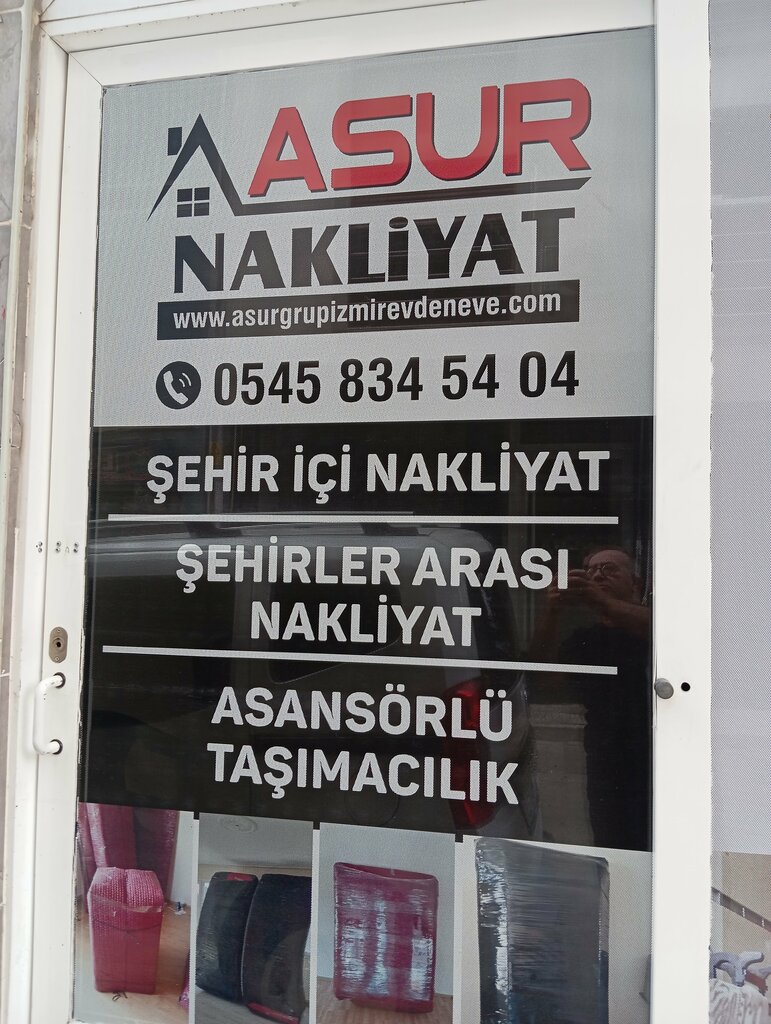 ASUR
NAKLİYAT
www.asurgrupizmirevdeneve.com
0545 834 54 04
ŞEHİR İÇİ NAKLİYAT
ŞEHİRLER ARASI
NAKLİYAT
ASANSÖRLÜ
TAŞIMACILIK